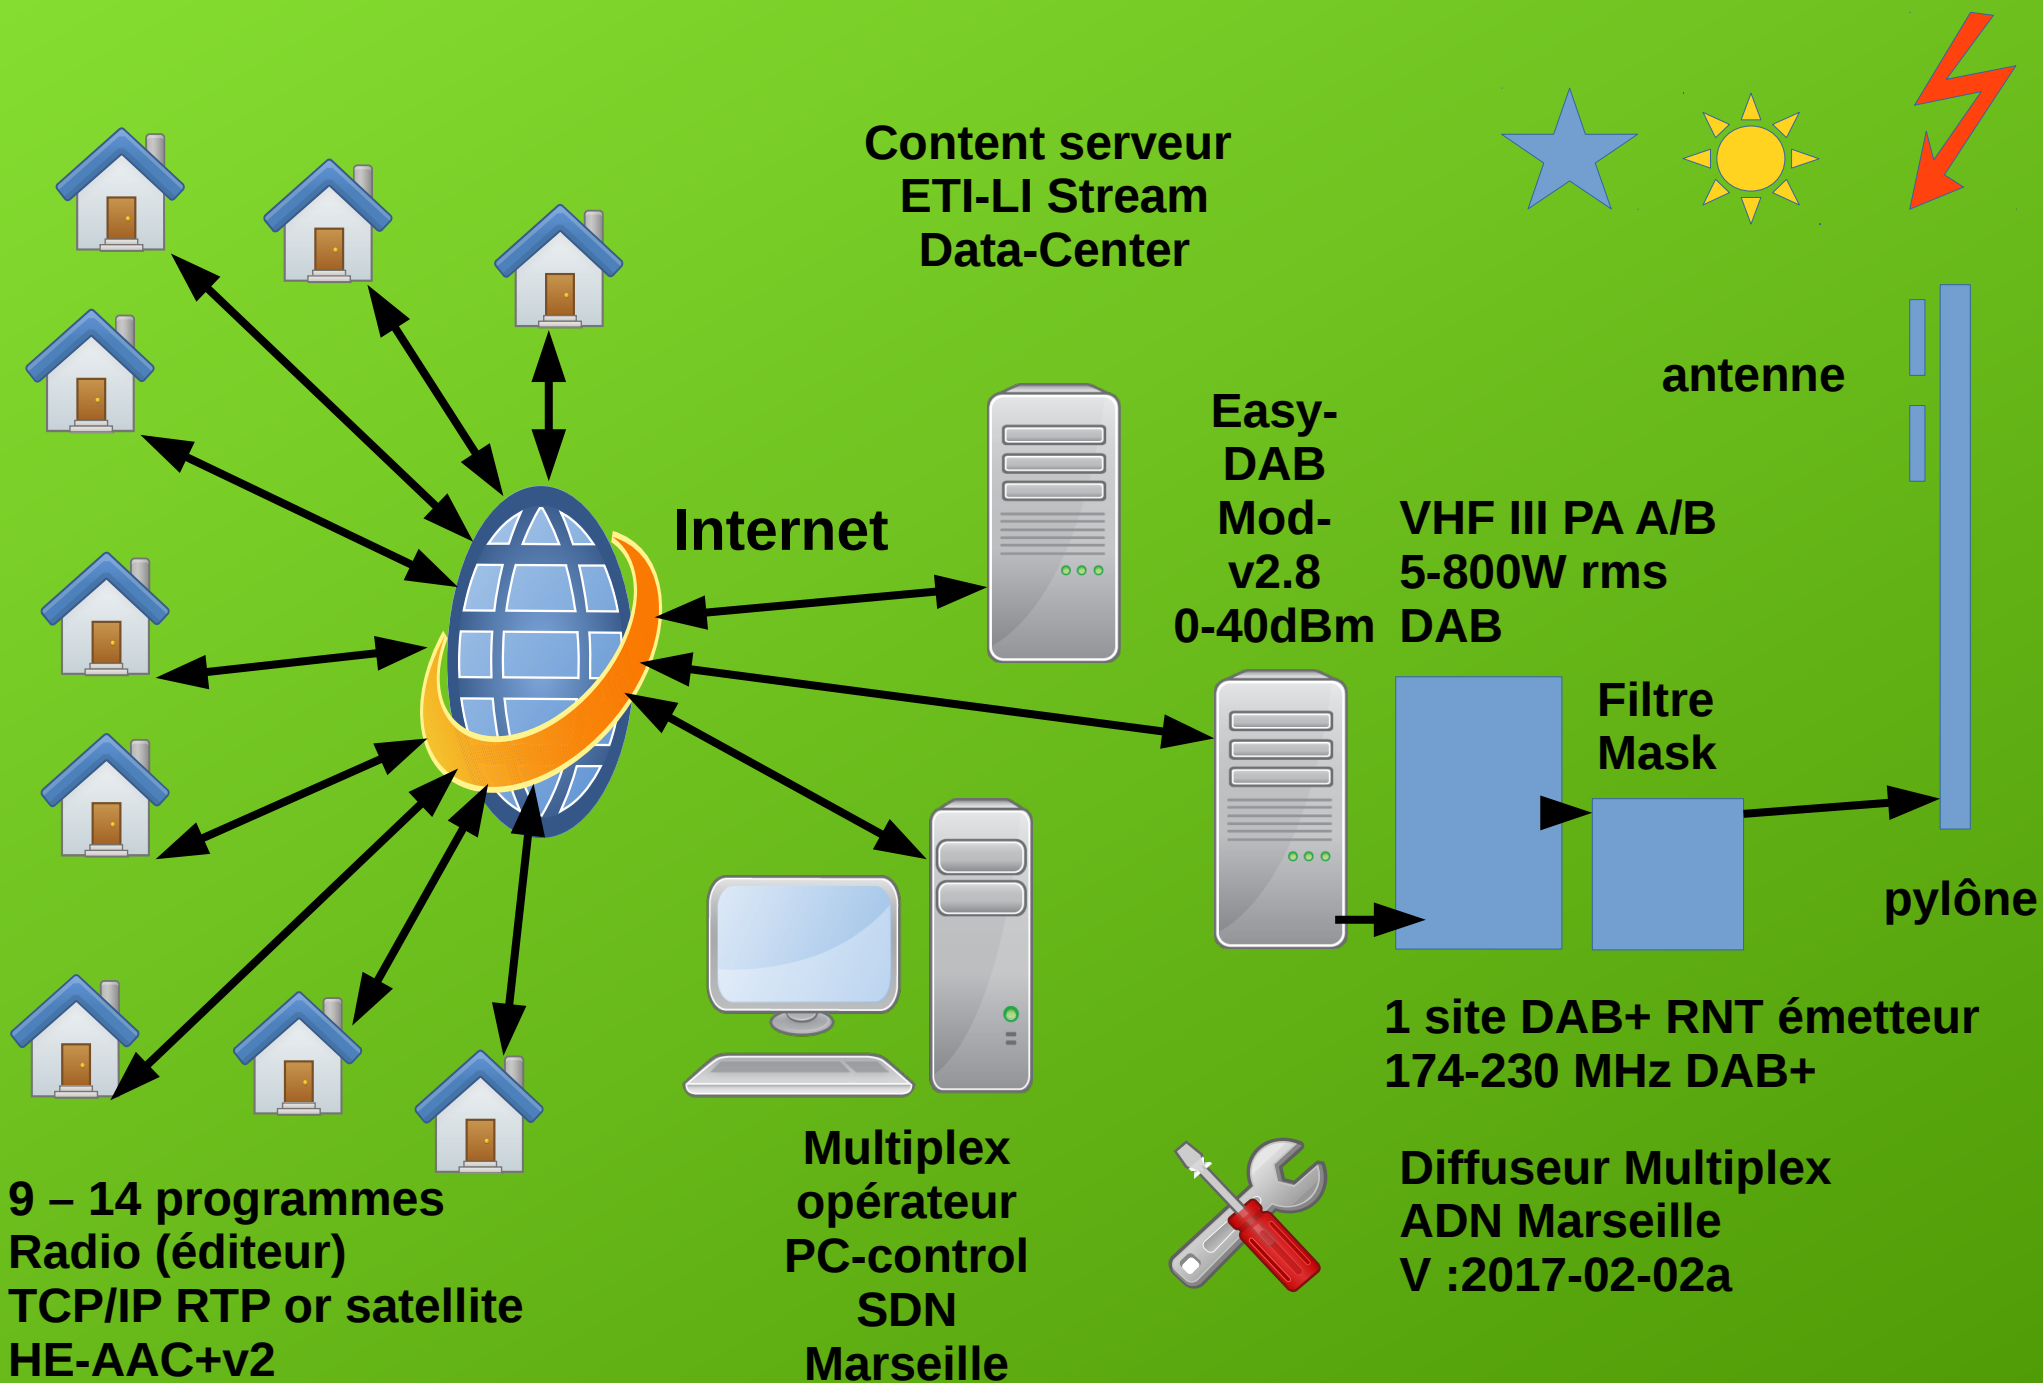 Content serveur
ETI-LI Stream
Data-Center
antenne
Internet
Easy-
DAB
Mod-
v2.8
0-40dBm
VHF III PA A/B
5-800W rms
DAB
Filtre
Mask
pylône
1 site DAB+ RNT émetteur
174-230 MHz DAB+
Diffuseur Multiplex
ADN Marseille
V :2017-02-02a
Multiplex
opérateur
PC-control
SDN
Marseille
9 – 14 programmes
Radio (éditeur)
TCP/IP RTP or satellite
HE-AAC+v2